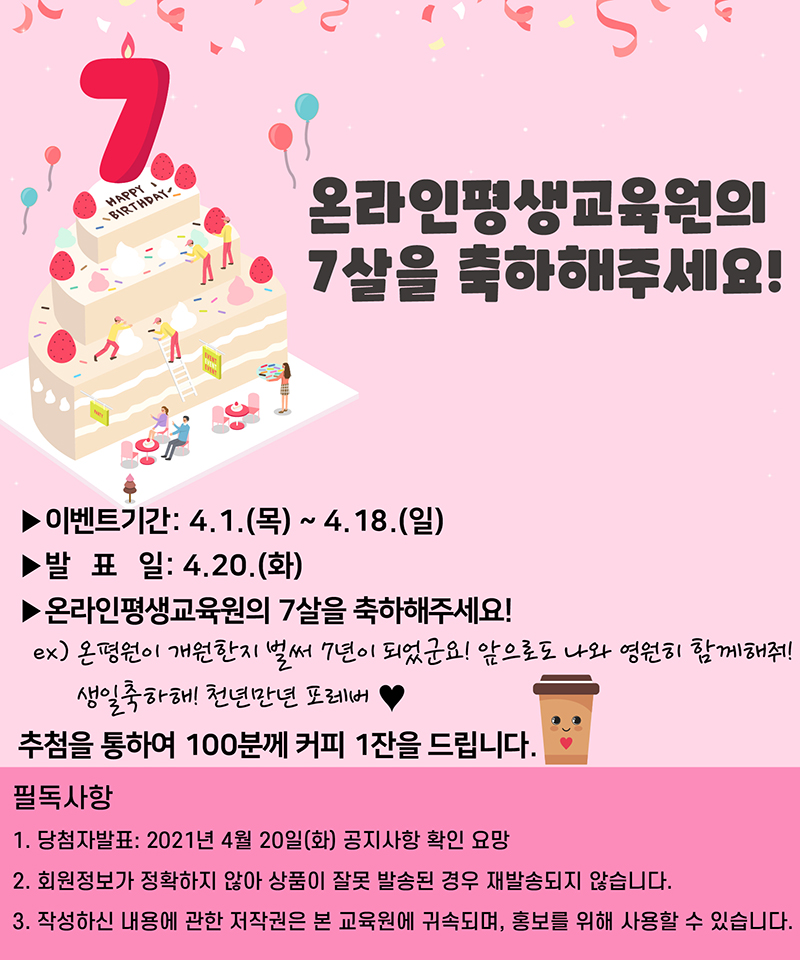 7
HAPPY
BIRTHDAY
온라인평생교육원의
7살을 축하해주세요!
▶이벤트기간: 4.1.(목) ~ 4.18.(일)
▶발 표 일: 4.20.(화)
▶온라인평생교육원의 7살을 축하해주세요!
ex) 온평원이 개원한지 벌써 7년이 되었군요! 앞으로도 나와 영원히 함께해줘!
생일축하해! 천년만년 포레버 ♥
추첨을 통하여 100분께 커피 1잔을 드립니다.
필독사항
1. 당첨자발표: 2021년 4월 20일(화) 공지사항 확인 요망
2. 회원정보가 정확하지 않아 상품이 잘못 발송된 경우 재발송되지 않습니다.
3. 작성하신 내용에 관한 저작권은 본 교육원에 귀속되며, 홍보를 위해 사용할 수 있습니다.